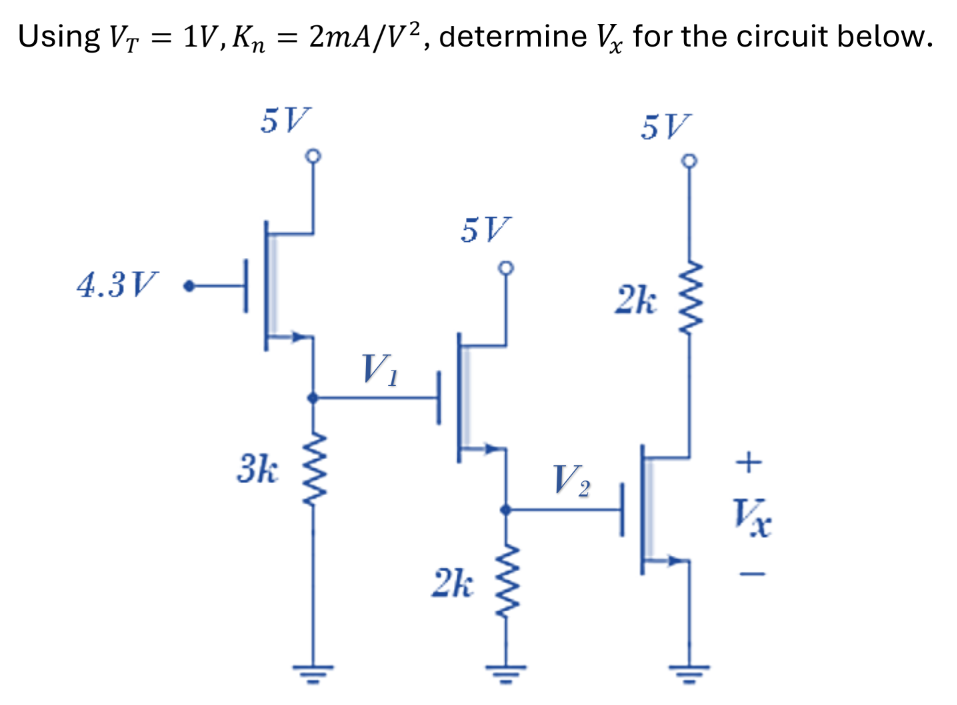 Using V_T = 1V, K_n = 2mA/V², determine V_x for the circuit below.
5V
5V
5V
4.3V
2k
V₁
3k
V₂
+
Vₓ
−
2k